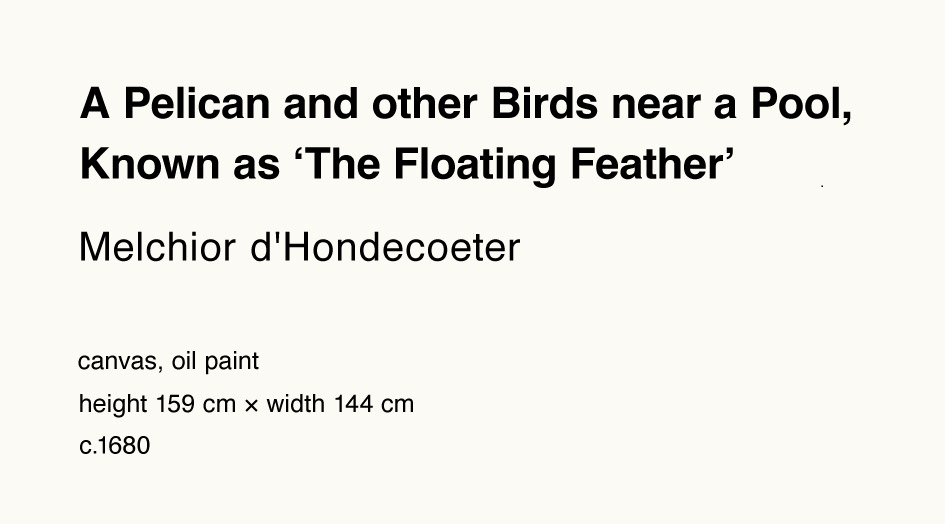 A Pelican and other Birds near a Pool,
Known as ‘The Floating Feather’
Melchior d'Hondecoeter
canvas, oil paint
height 159 cm × width 144 cm
c.1680